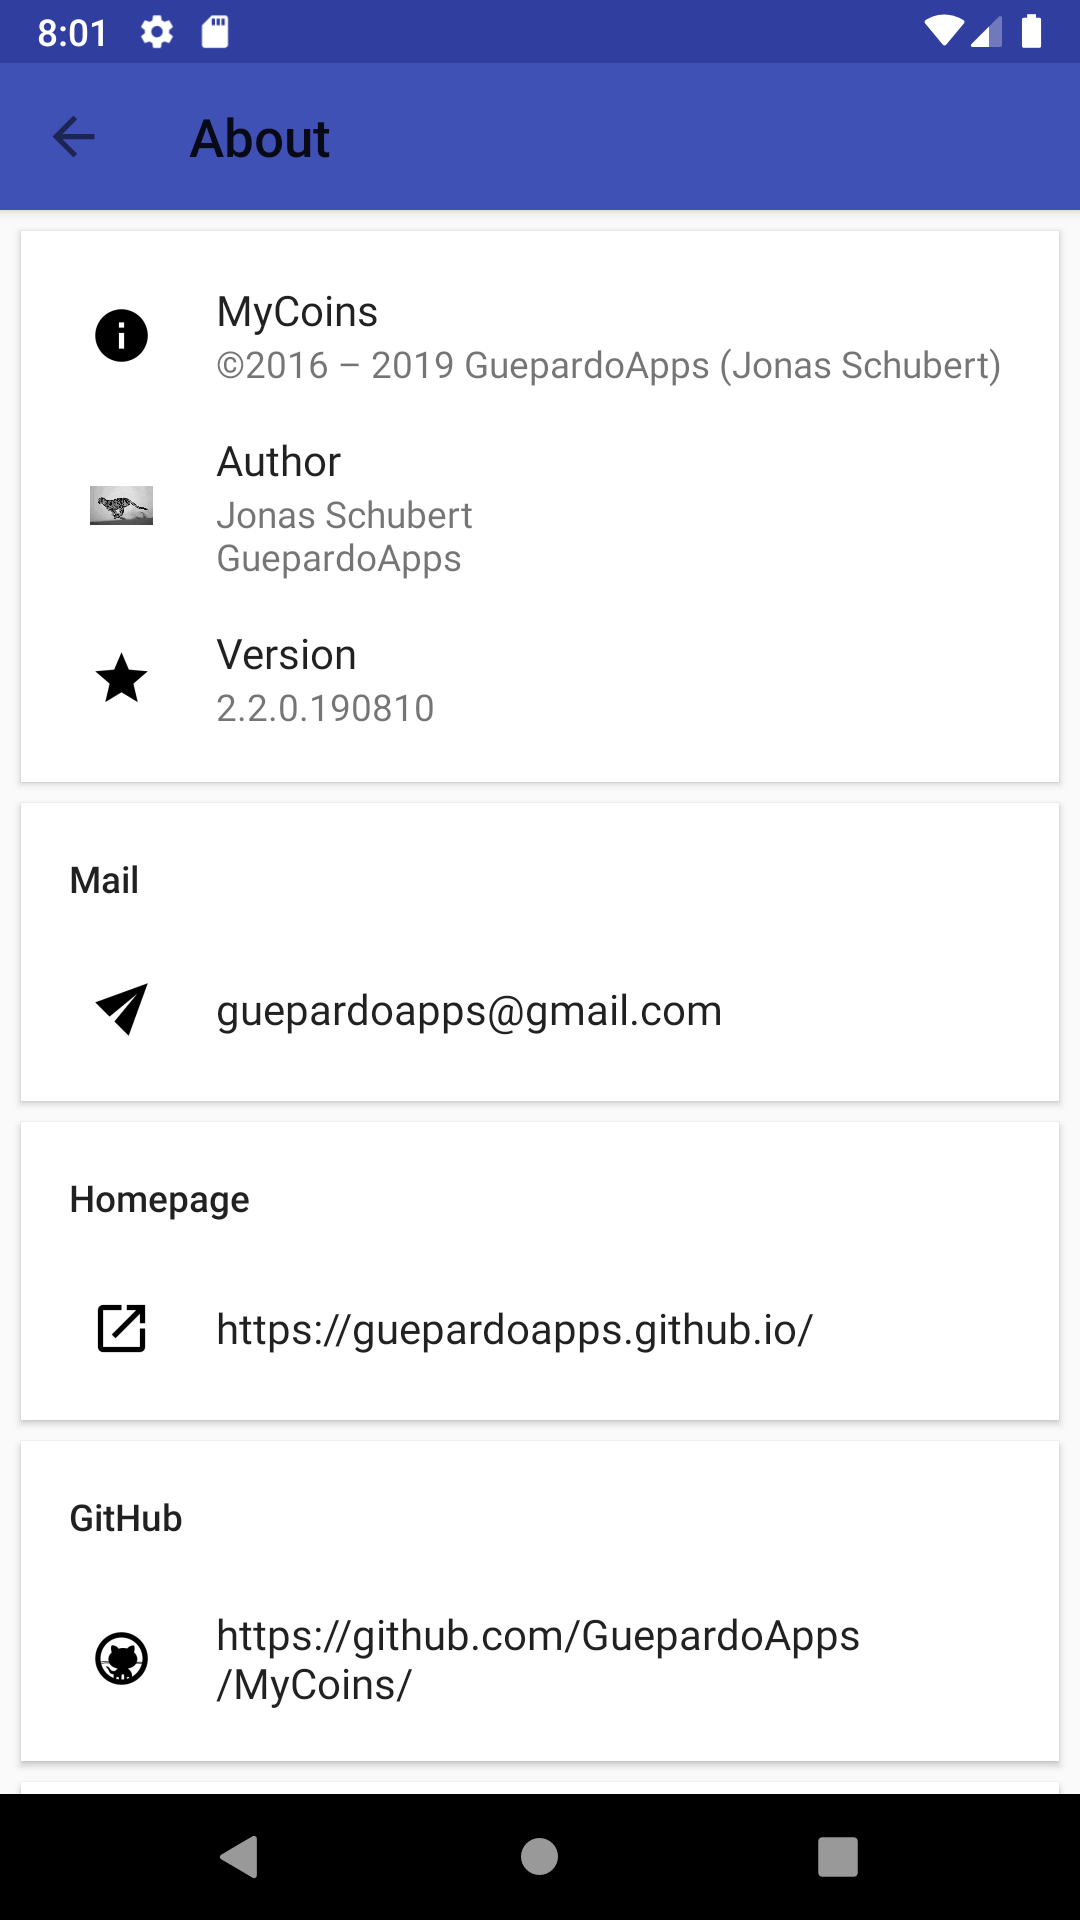 8:01
About
MyCoins
©2016 – 2019 GuepardoApps (Jonas Schubert)
Author
Jonas Schubert
GuepardoApps
Version
2.2.0.190810
Mail
guepardoapps@gmail.com
Homepage
https://guepardoapps.github.io/
GitHub
https://github.com/GuepardoApps
/MyCoins/